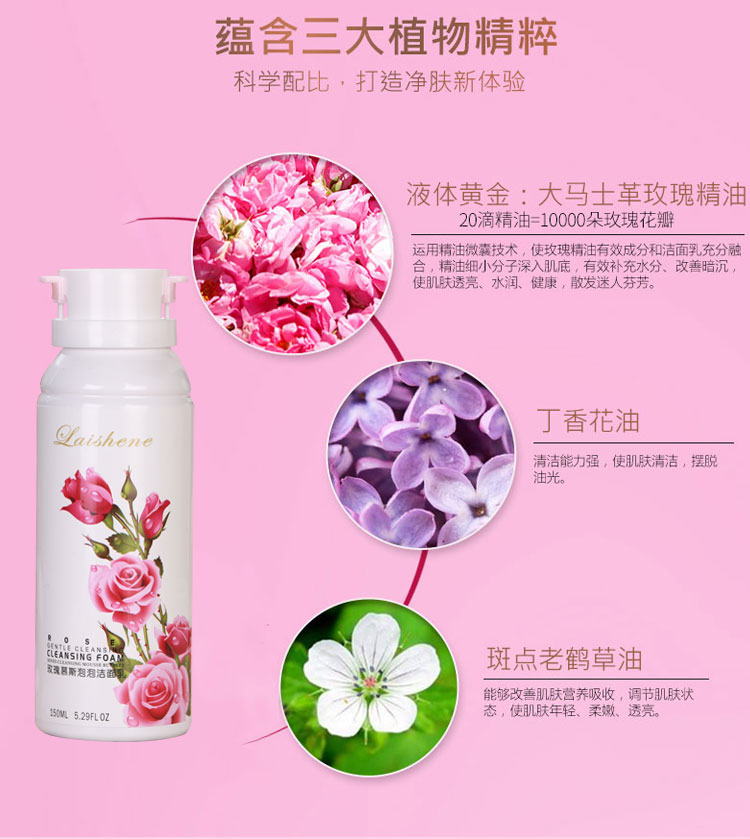 蕴含三大植物精粹
科学配比，打造净肤新体验
液体黄金：大马士革玫瑰精油
20滴精油=10000朵玫瑰花瓣
运用精油微囊技术，使玫瑰精油有效成分和洁面乳充分融
合，精油细小分子深入肌底，有效补充水分、改善暗沉，
使肌肤透亮、水润、健康，散发迷人芬芳。
丁香花油
清洁能力强，使肌肤清洁，摆脱
油光。
斑点老鹤草油
能够改善肌肤营养吸收，调节肌肤状
态，使肌肤年轻、柔嫩、透亮。
Laishene
ROSE
GENTLE CLEANSING
CLEANSING FOAM
玫瑰慕斯泡泡洁面乳
150ML 5.29FL OZ